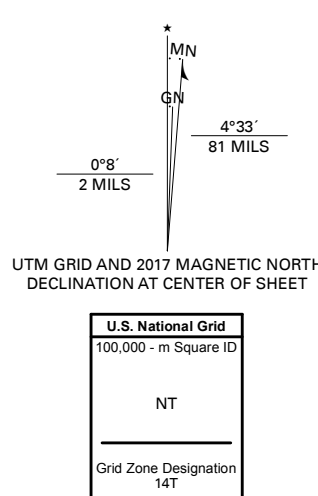 ★
MN
GN
4°33´
81 MILS
0°8´
2 MILS
UTM GRID AND 2017 MAGNETIC NORTH
DECLINATION AT CENTER OF SHEET
U.S. National Grid
100,000 - m Square ID
NT
Grid Zone Designation
14T